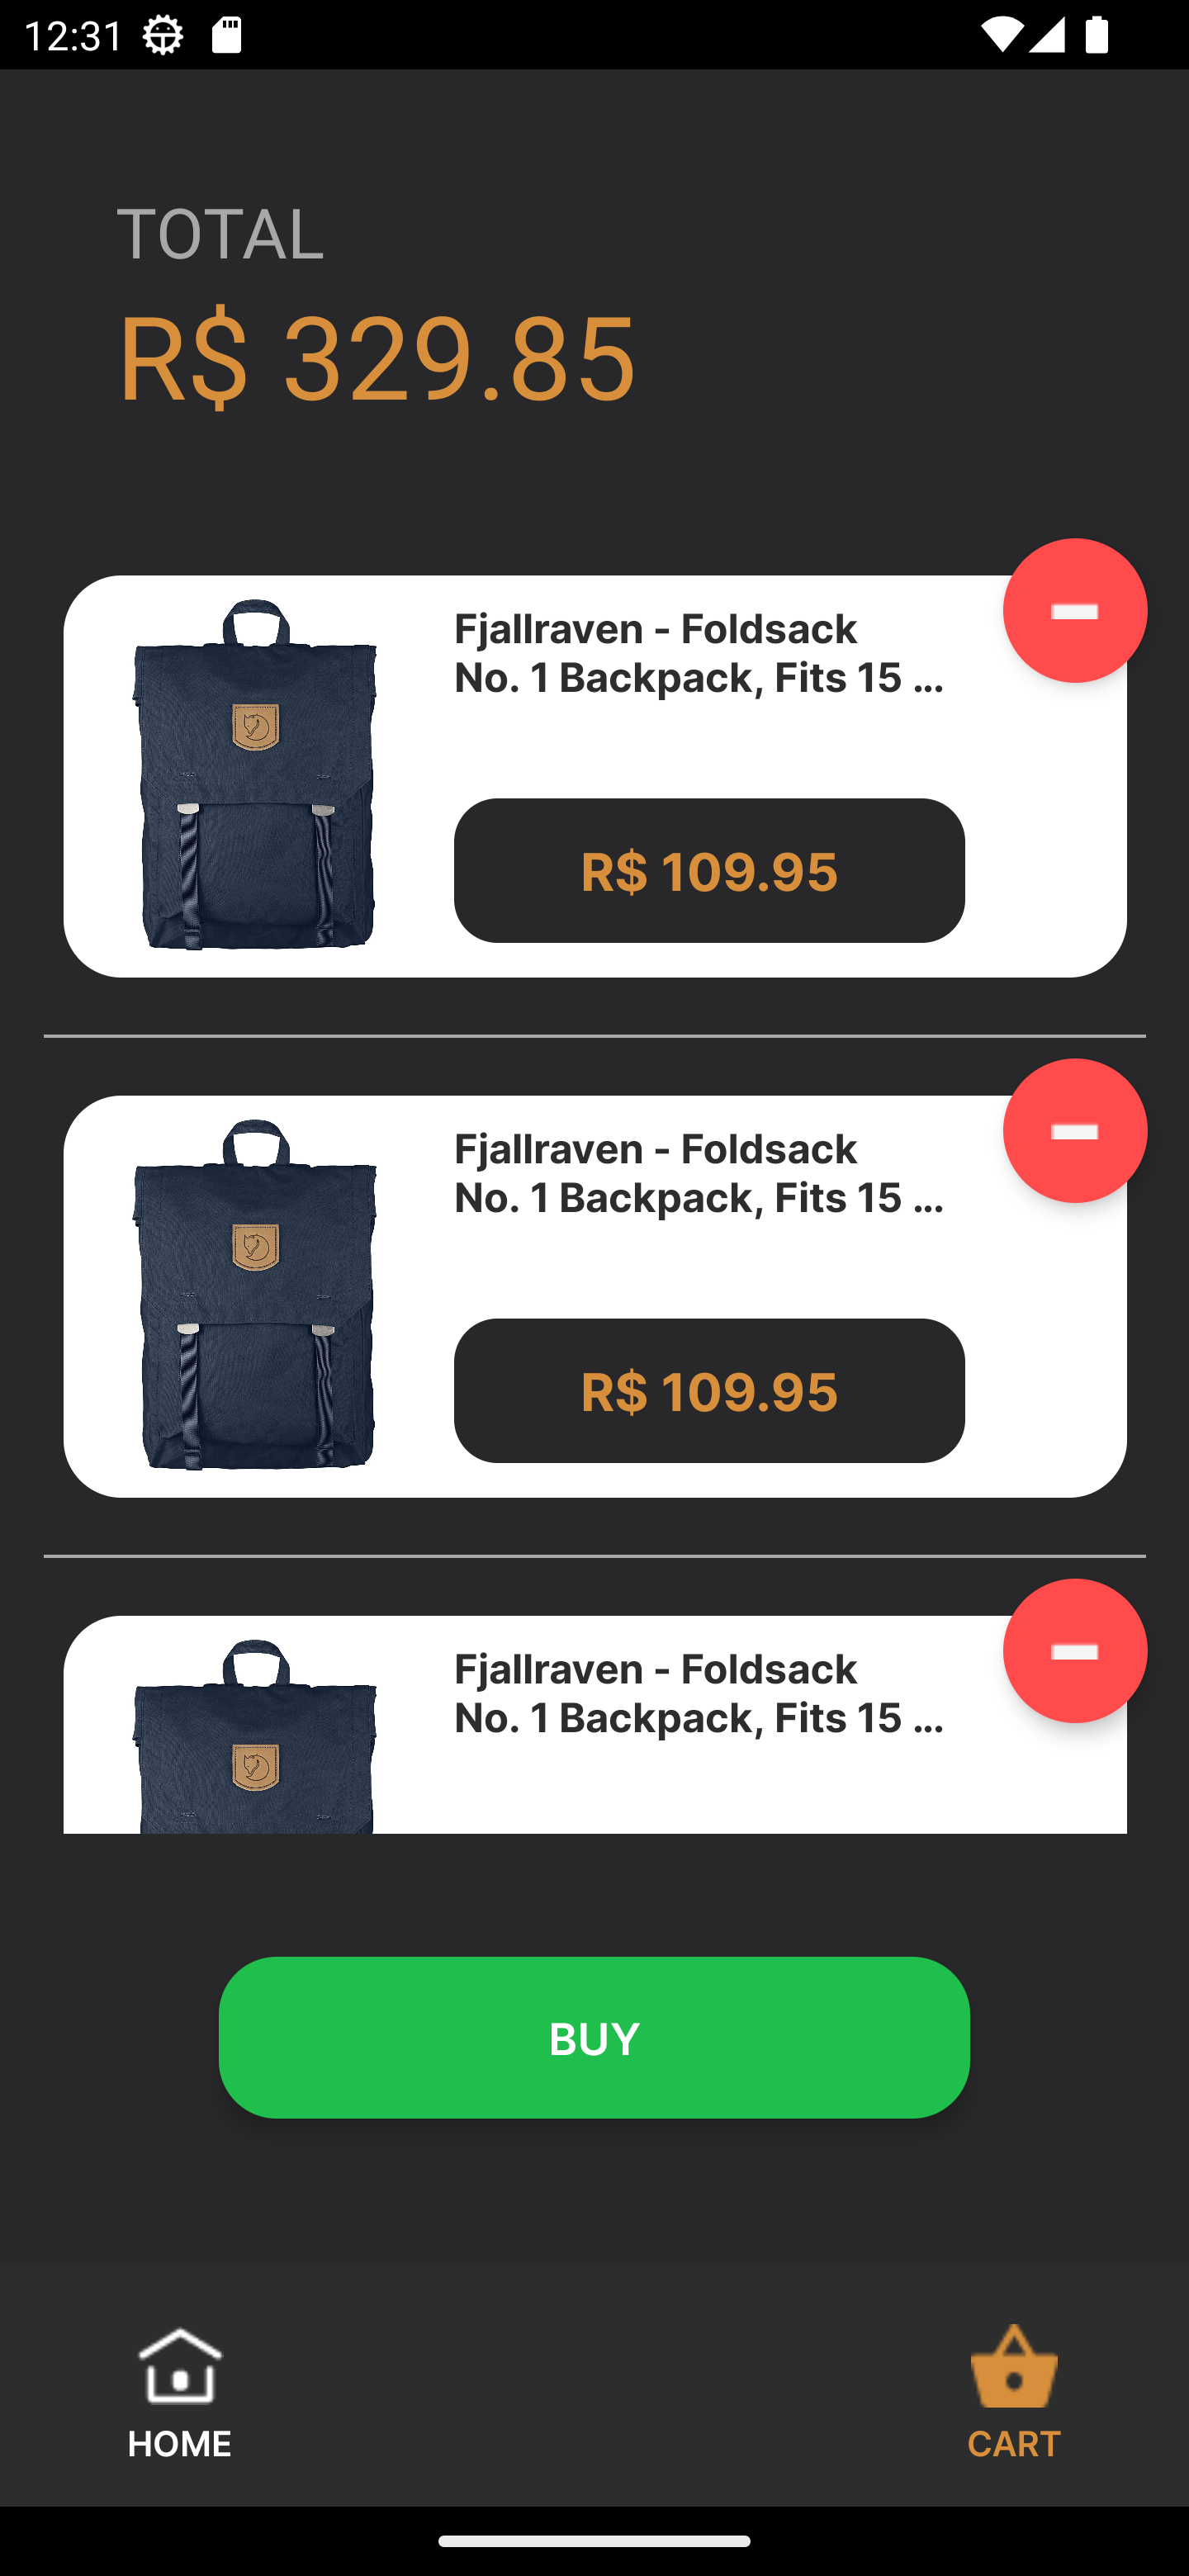 12:31
TOTAL
R$ 329.85
Fjallraven - Foldsack
No. 1 Backpack, Fits 15 ...
R$ 109.95
Fjallraven - Foldsack
No. 1 Backpack, Fits 15 ...
R$ 109.95
Fjallraven - Foldsack
No. 1 Backpack, Fits 15 ...
BUY
HOME
CART